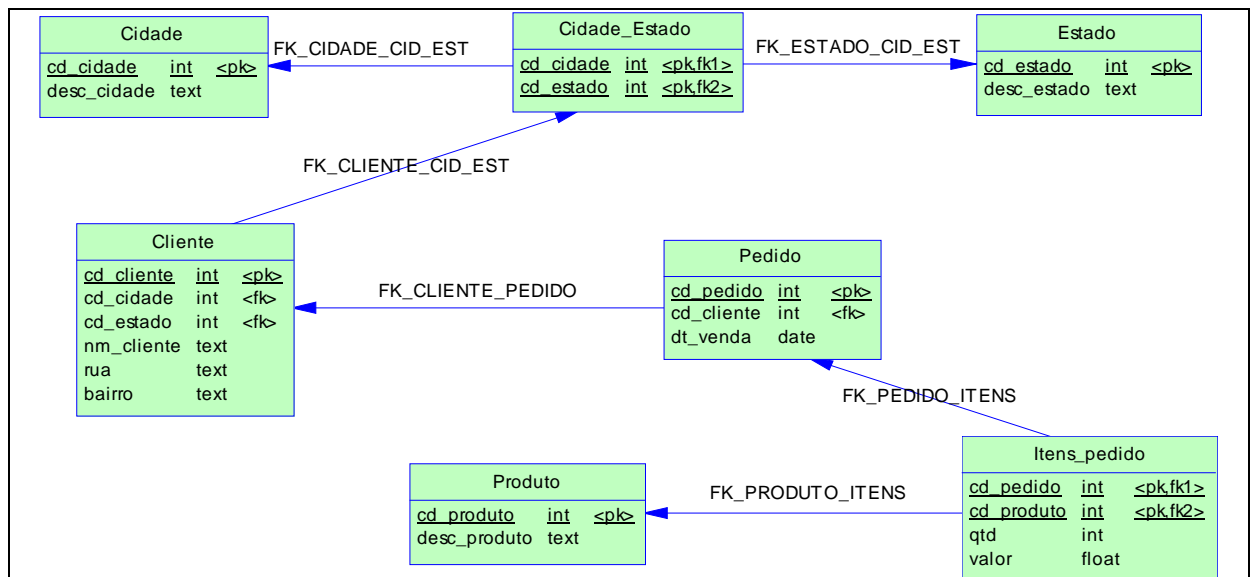 Cidade
cd_cidade int <pk>
desc_cidade text
FK_CIDADE_CID_EST
Cidade_Estado
cd_cidade int <pk,fk1>
cd_estado int <pk,fk2>
FK_ESTADO_CID_EST
Estado
cd_estado int <pk>
desc_estado text
FK_CLIENTE_CID_EST
Cliente
cd_cliente int <pk>
cd_cidade int <fk>
cd_estado int <fk>
nm_cliente text
rua text
bairro text
FK_CLIENTE_PEDIDO
Pedido
cd_pedido int <pk>
cd_cliente int <fk>
dt_venda date
FK_PEDIDO_ITENS
Produto
cd_produto int <pk>
desc_produto text
FK_PRODUTO_ITENS
Itens_pedido
cd_pedido int <pk,fk1>
cd_produto int <pk,fk2>
qtd int
valor float